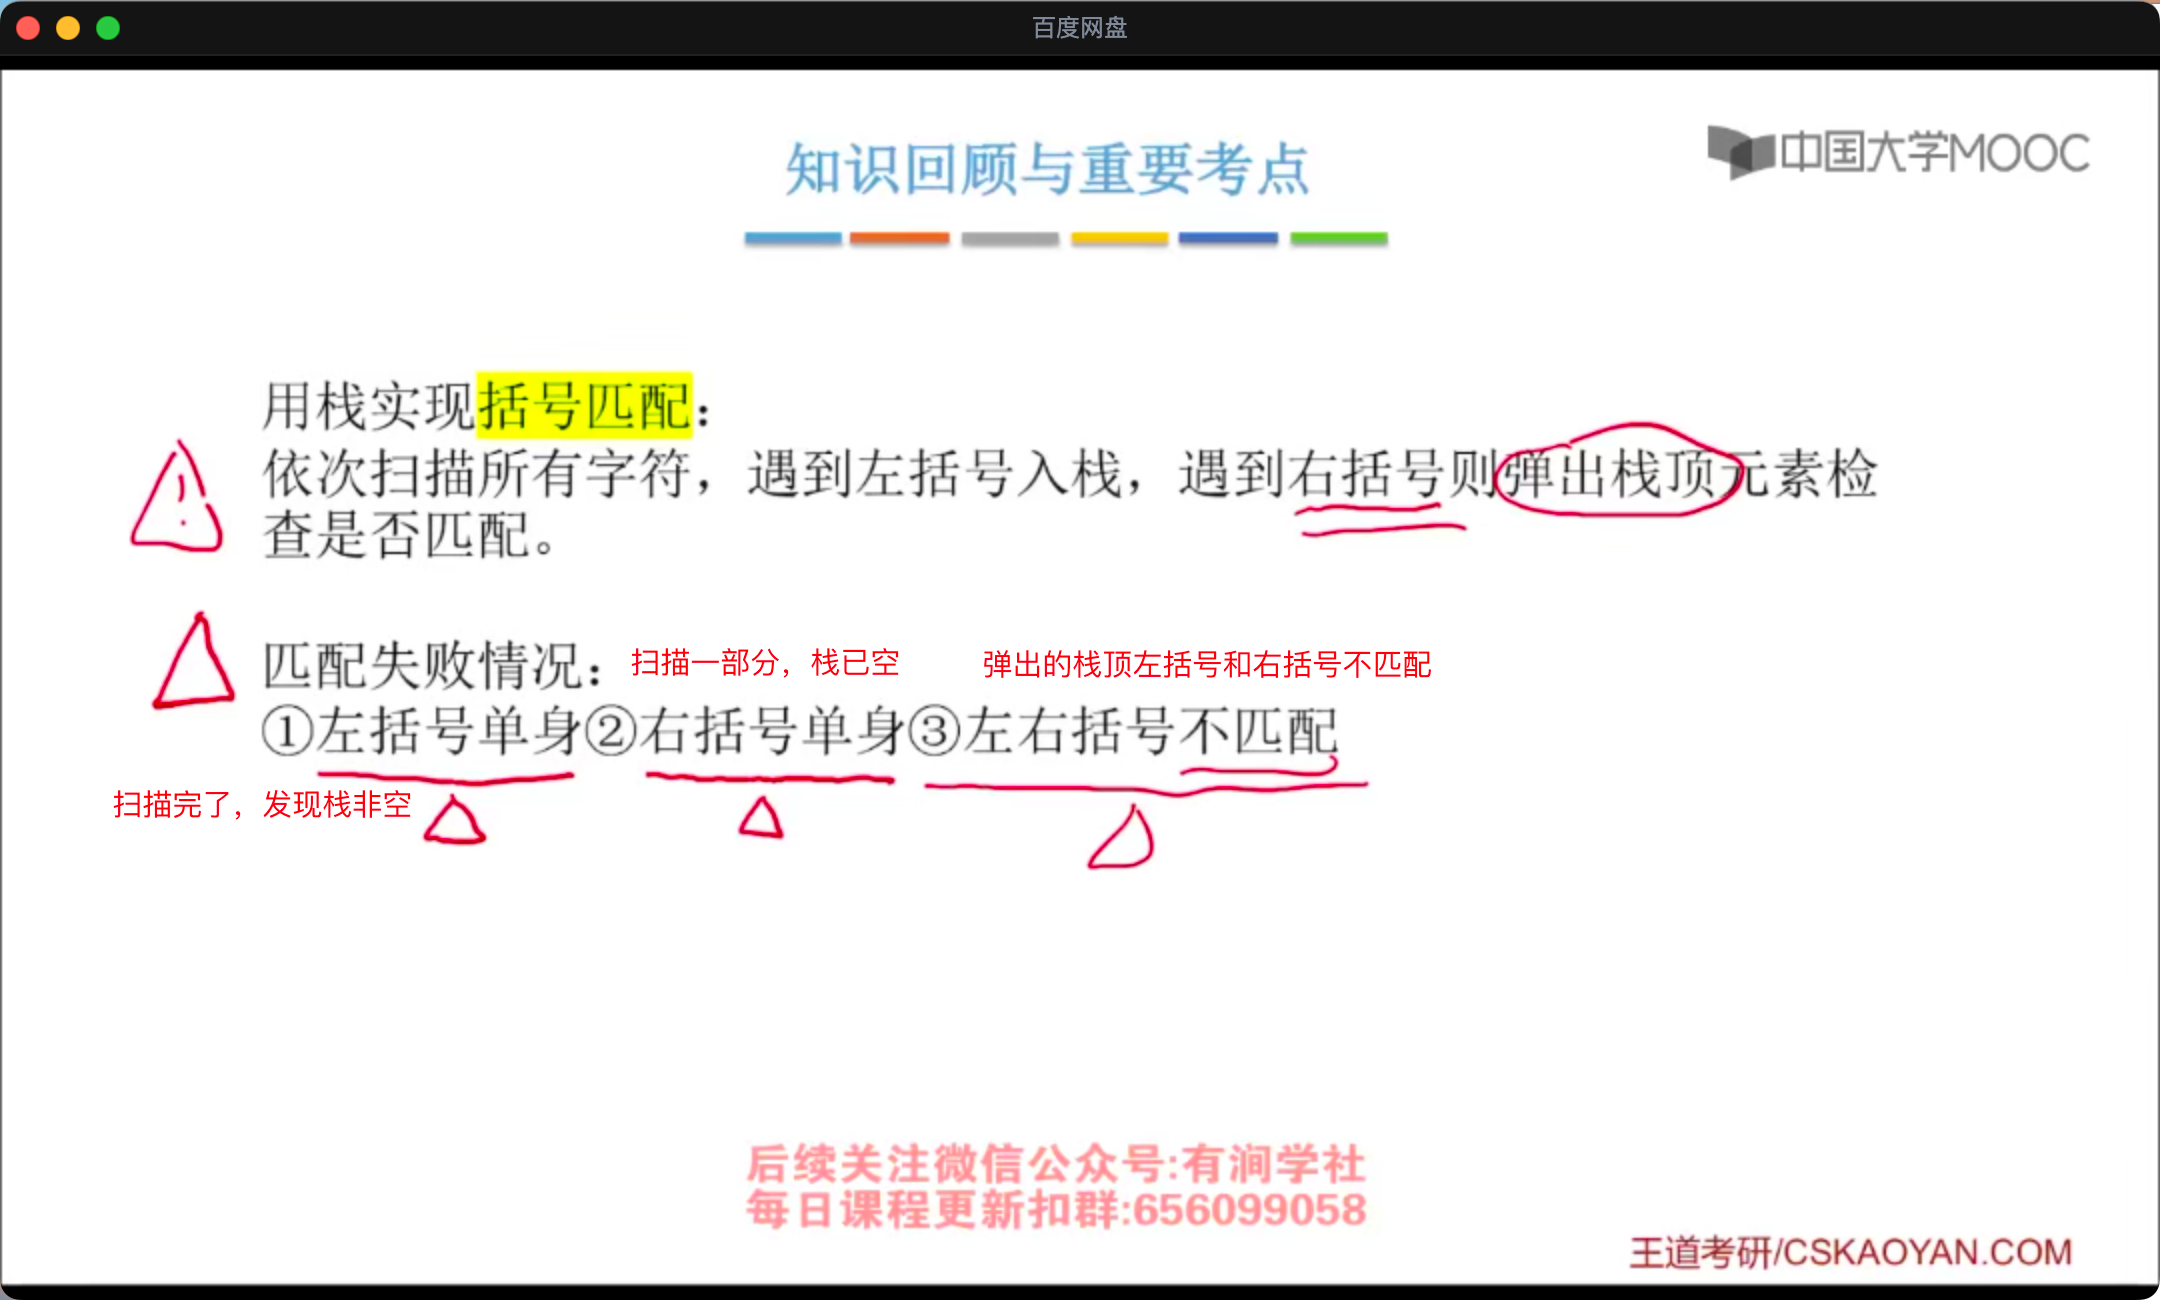 百度网盘
知识回顾与重要考点
中国大学MOOC
用栈实现括号匹配：
依次扫描所有字符，遇到左括号入栈，遇到右括号则弹出栈顶元素检
查是否匹配。
匹配失败情况：
扫描一部分，栈已空
弹出的栈顶左括号和右括号不匹配
①左括号单身②右括号单身③左右括号不匹配
扫描完了，发现栈非空
后续关注微信公众号:有涧学社
每日课程更新扣群:656099058
王道考研/CSKAOYAN.COM